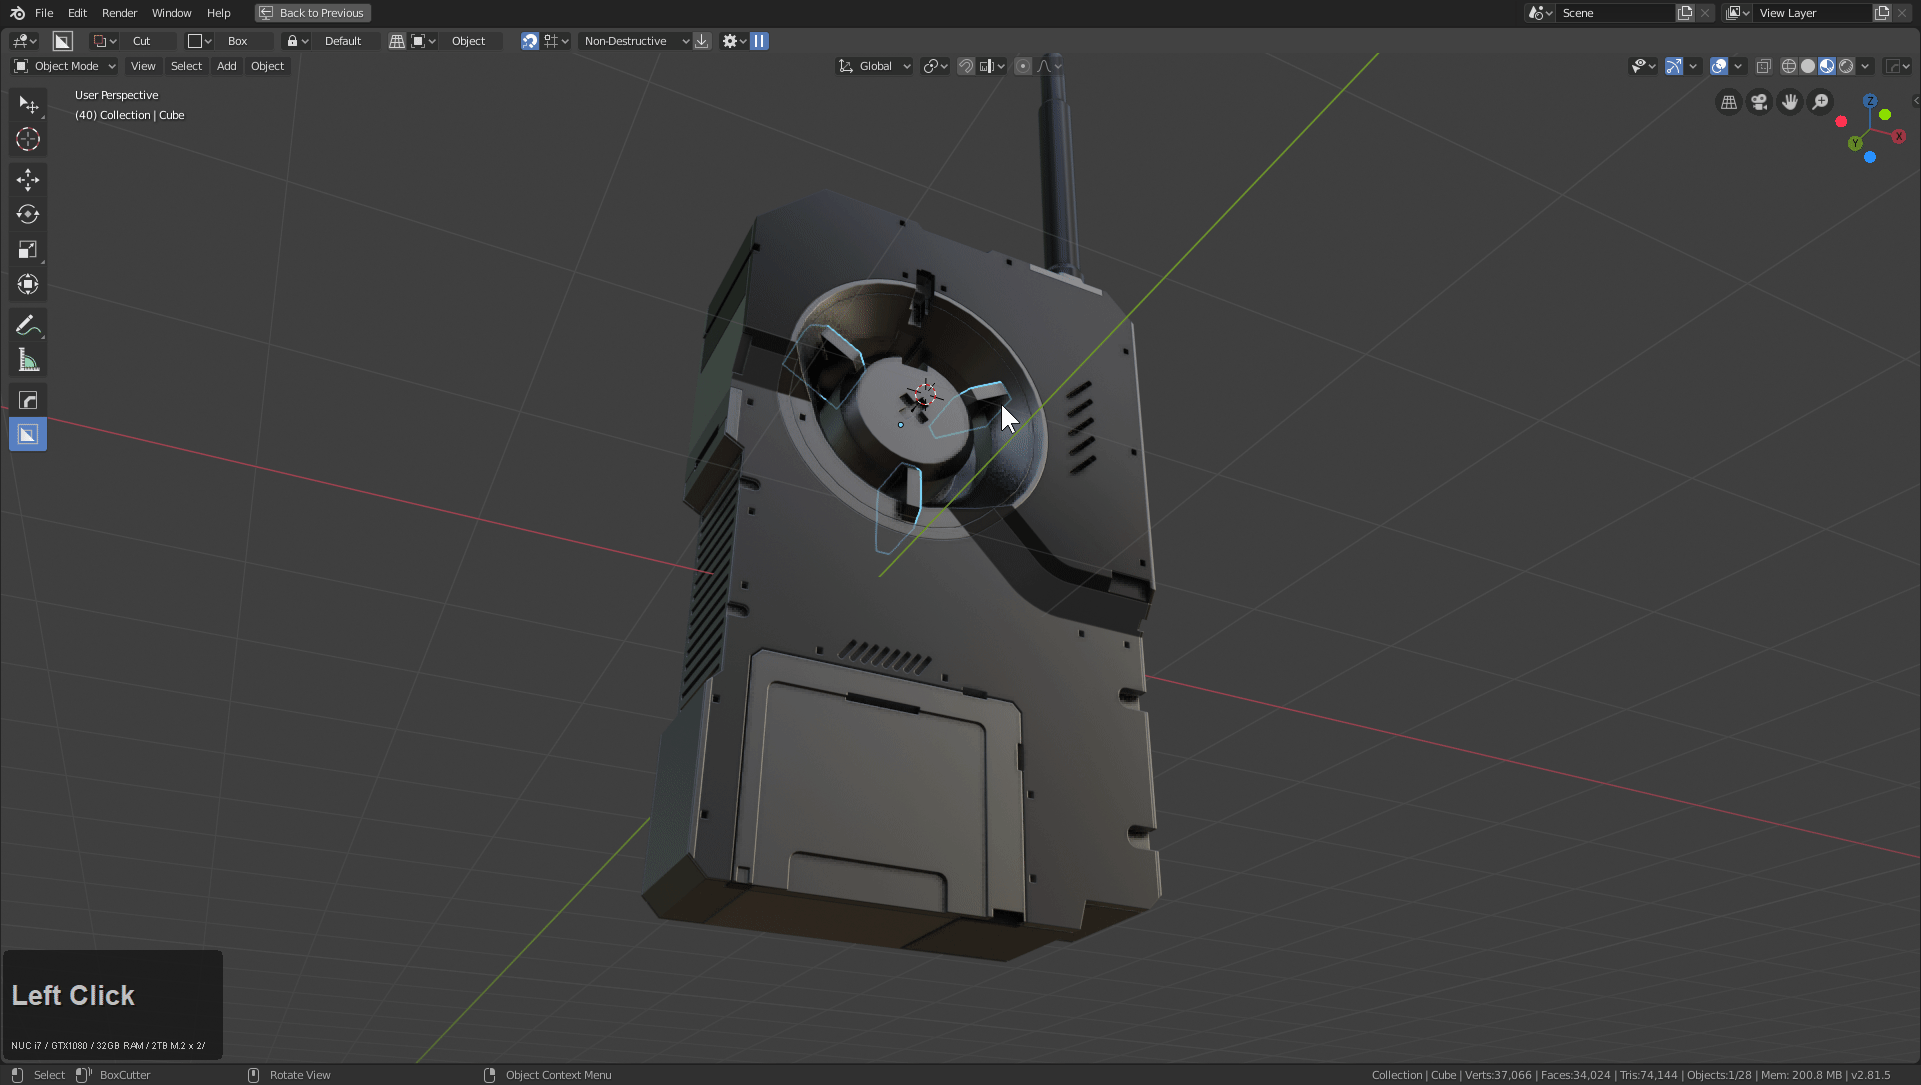 File Edit Render Window Help Back to Previous Scene View Layer
Cut Box Default Object Non-Destructive
Object Mode View Select Add Object Global
User Perspective
(40) Collection | Cube
Z
X
Y
Left Click
NUC i7 / GTX1080 / 32GB RAM / 2TB M.2 x 2/
Select BoxCutter Rotate View Object Context Menu Collection | Cube | Verts:37,066 | Faces:34,024 | Tris:74,144 | Objects:1/28 | Mem: 200.8 MB | v2.81.5